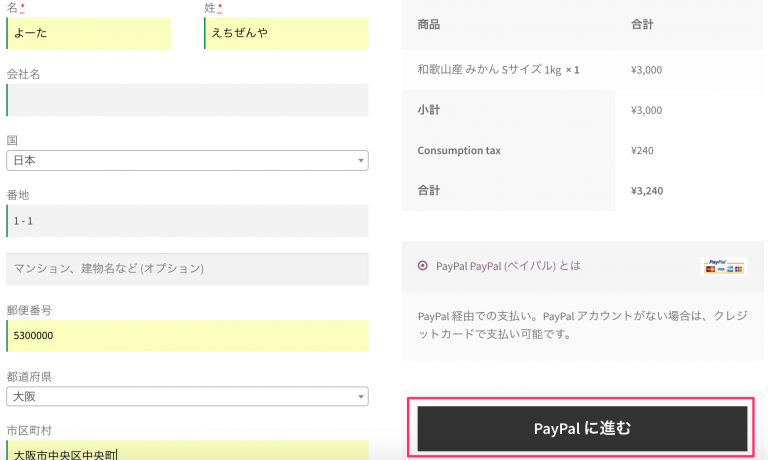 名 *
よーた
姓 *
えちぜんや
会社名
国
日本
番地
1 - 1
マンション、建物名など (オプション)
郵便番号
5300000
都道府県
大阪
市区町村
大阪市中央区中央町
商品 合計
和歌山産 みかん Sサイズ 1kg × 1 ¥3,000
小計 ¥3,000
Consumption tax ¥240
合計 ¥3,240
PayPal PayPal (ペイパル) とは
PayPal
VISA
PayPal 経由での支払い。PayPal アカウントがない場合は、クレジ
ットカードで支払い可能です。
PayPal に進む